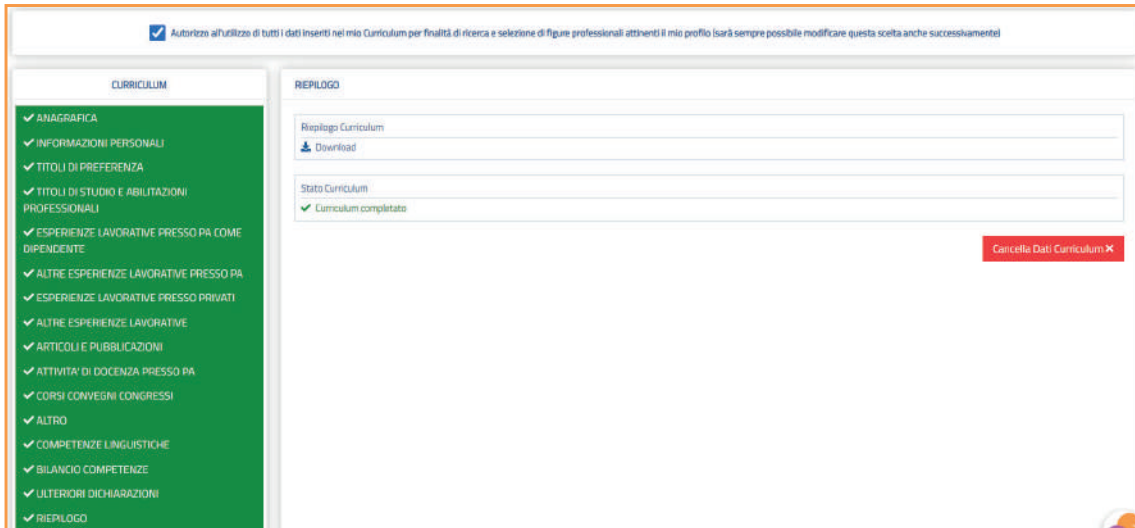 Autorizzo all'utilizzo di tutti i dati inseriti nel mio Curriculum per finalità di ricerca e selezione di figure professionali attinenti il mio profilo (sarà sempre possibile modificare questa scelta anche successivamente)
CURRICULUM
ANAGRAFICA
INFORMAZIONI PERSONALI
TITOLI DI PREFERENZA
TITOLI DI STUDIO E ABILITAZIONI
PROFESSIONALI
ESPERIENZE LAVORATIVE PRESSO PA COME
DIPENDENTE
ALTRE ESPERIENZE LAVORATIVE PRESSO PA
ESPERIENZE LAVORATIVE PRESSO PRIVATI
ALTRE ESPERIENZE LAVORATIVE
ARTICOLI E PUBBLICAZIONI
ATTIVITA' DI DOCENZA PRESSO PA
CORSI CONVEGNI CONGRESSI
ALTRO
COMPETENZE LINGUISTICHE
BILANCIO COMPETENZE
ULTERIORI DICHIARAZIONI
RIEPILOGO
RIEPILOGO
Riepilogo Curriculum
Download
Stato Curriculum
Curriculum completato
Cancella Dati Curriculum